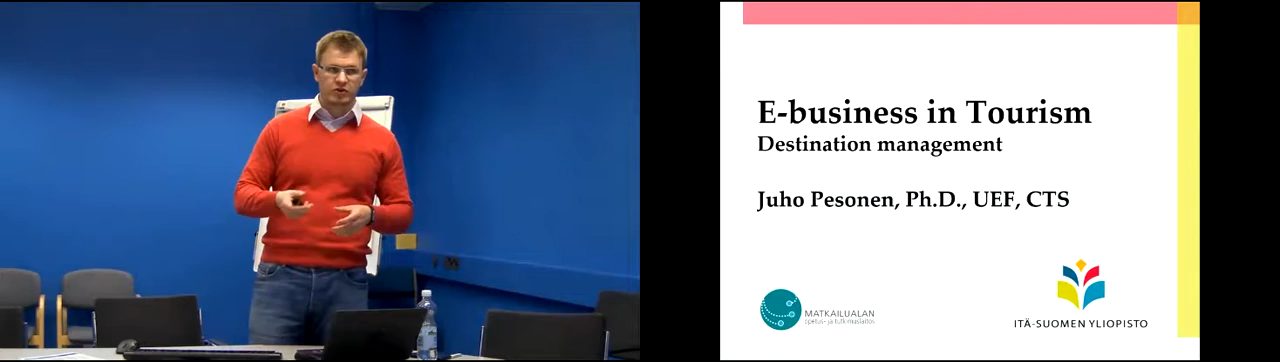 E-business in Tourism
Destination management
Juho Pesonen, Ph.D., UEF, CTS
MATKAILUALAN
opetus- ja tutkimuslaitos
ITÄ-SUOMEN YLIOPISTO